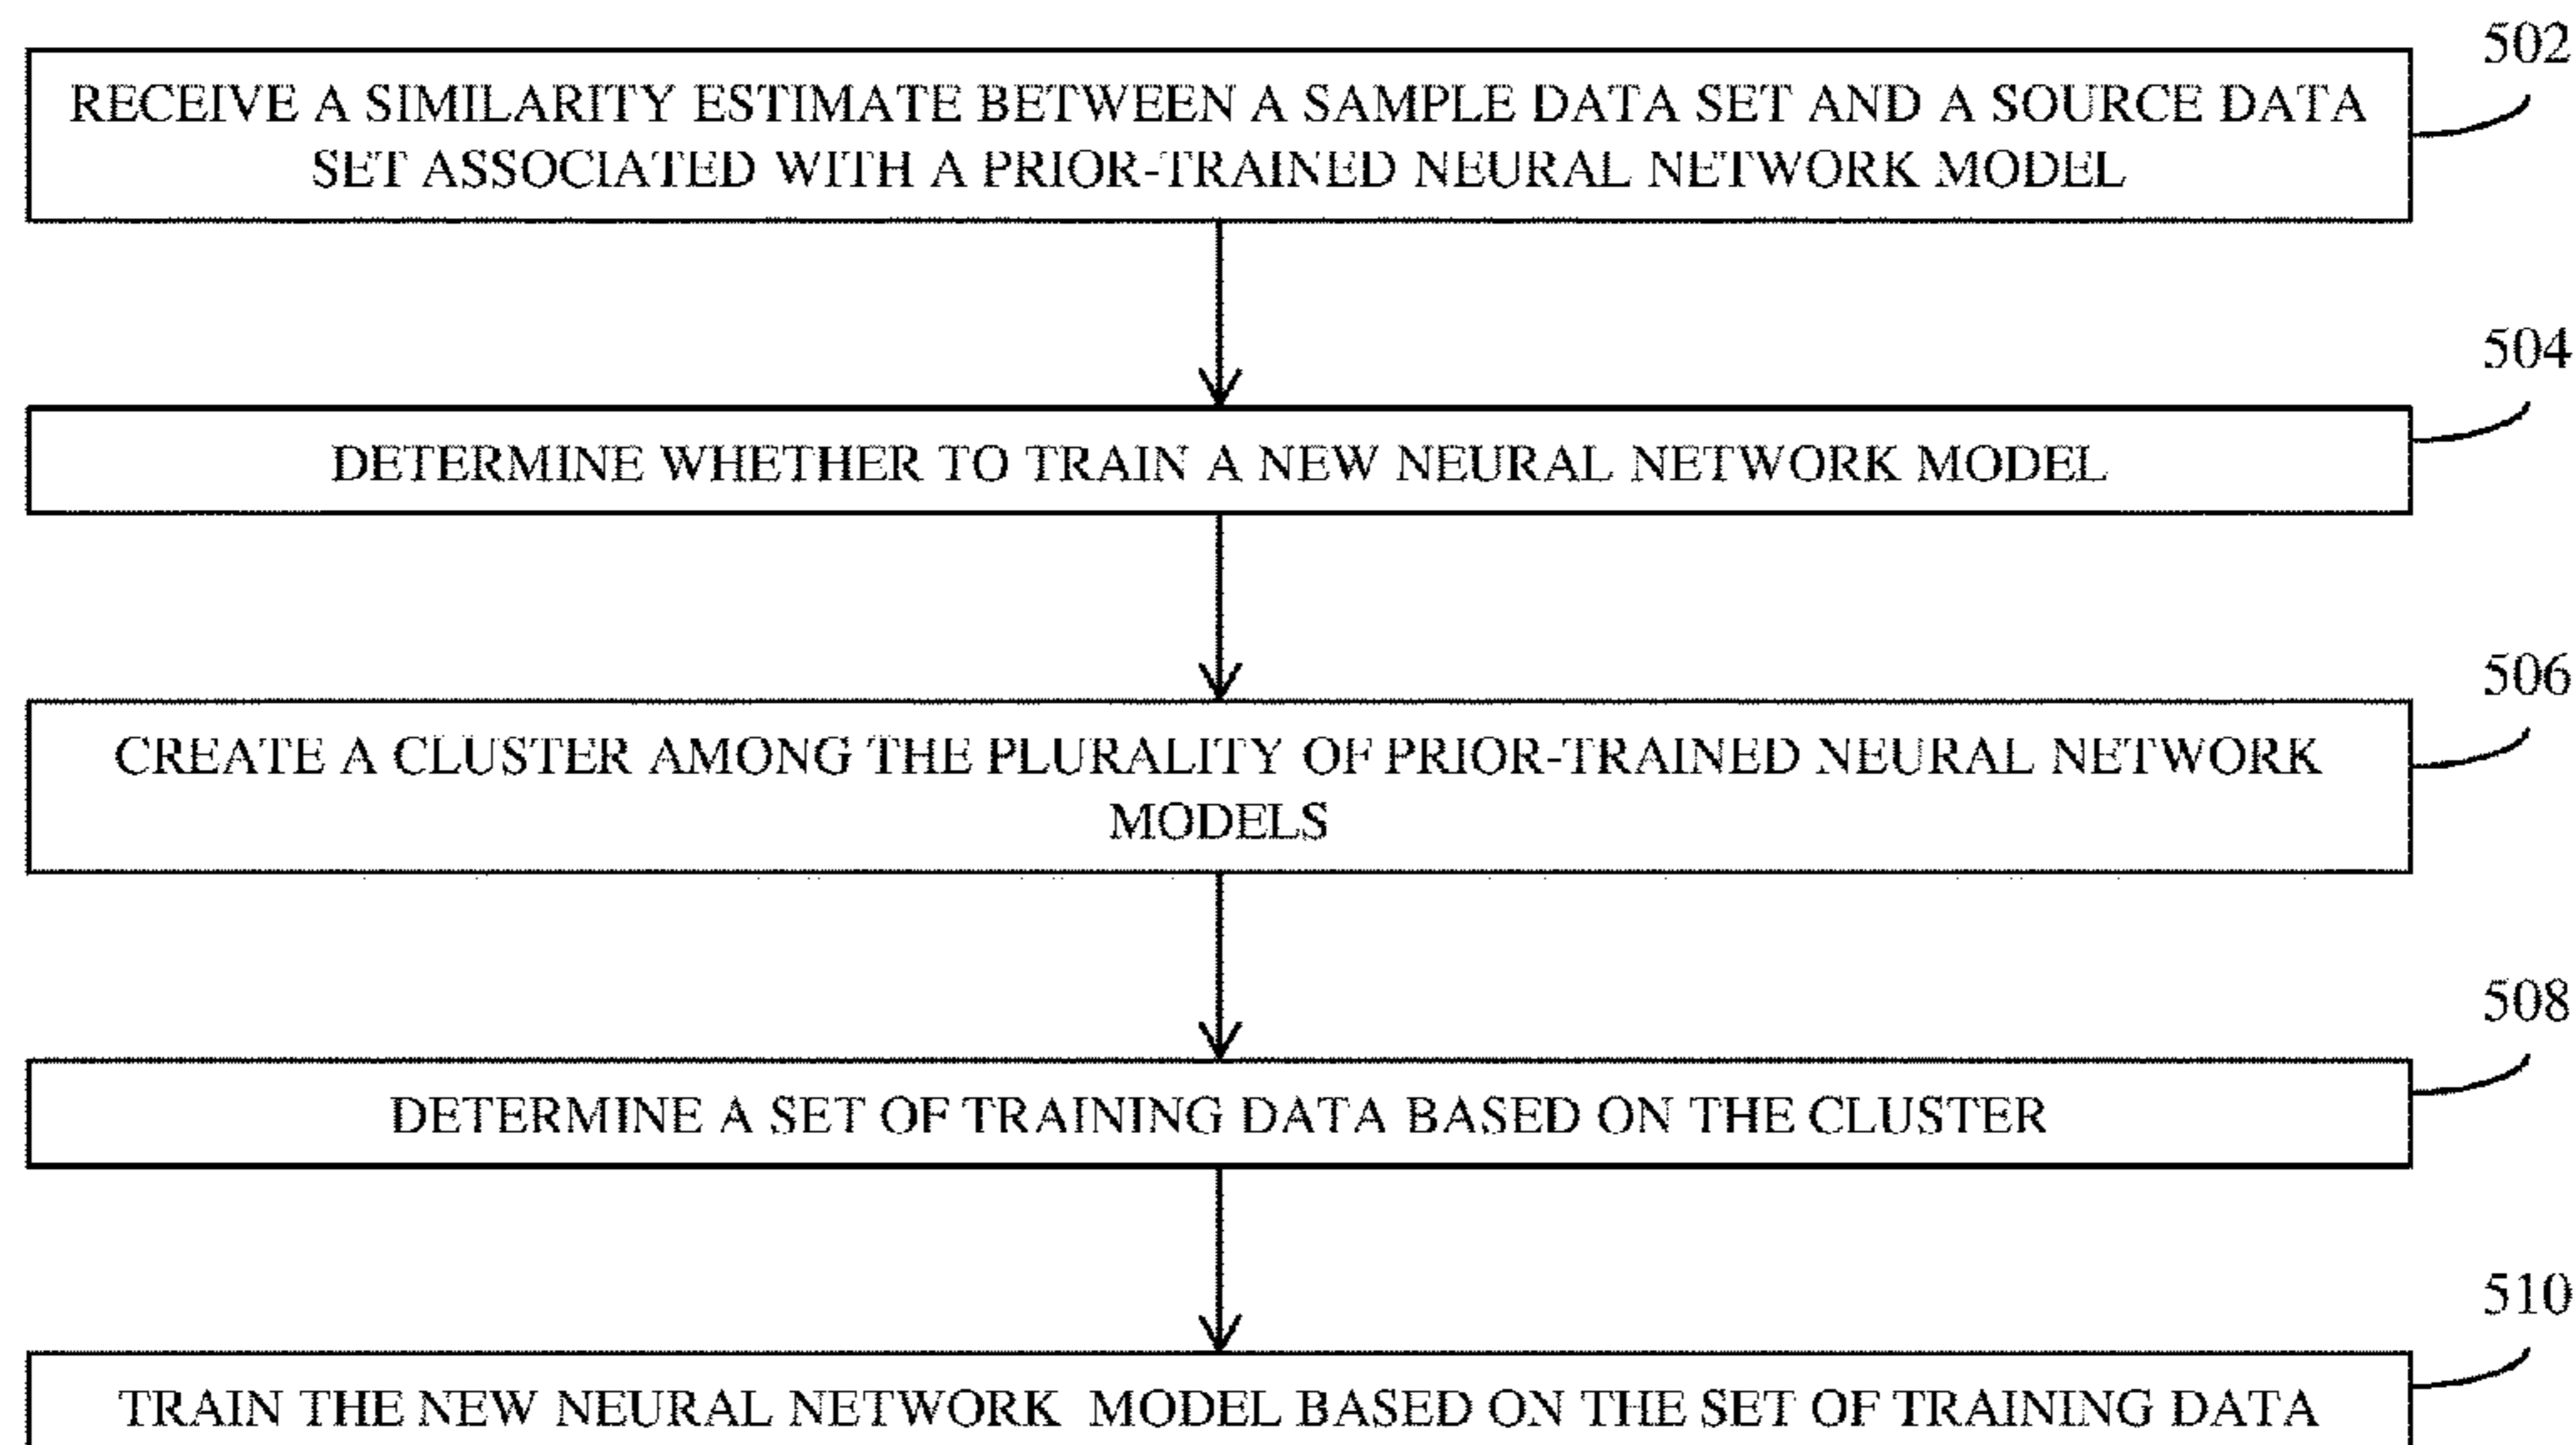 502
RECEIVE A SIMILARITY ESTIMATE BETWEEN A SAMPLE DATA SET AND A SOURCE DATA
SET ASSOCIATED WITH A PRIOR-TRAINED NEURAL NETWORK MODEL
504
DETERMINE WHETHER TO TRAIN A NEW NEURAL NETWORK MODEL
506
CREATE A CLUSTER AMONG THE PLURALITY OF PRIOR-TRAINED NEURAL NETWORK
MODELS
508
DETERMINE A SET OF TRAINING DATA BASED ON THE CLUSTER
510
TRAIN THE NEW NEURAL NETWORK MODEL BASED ON THE SET OF TRAINING DATA